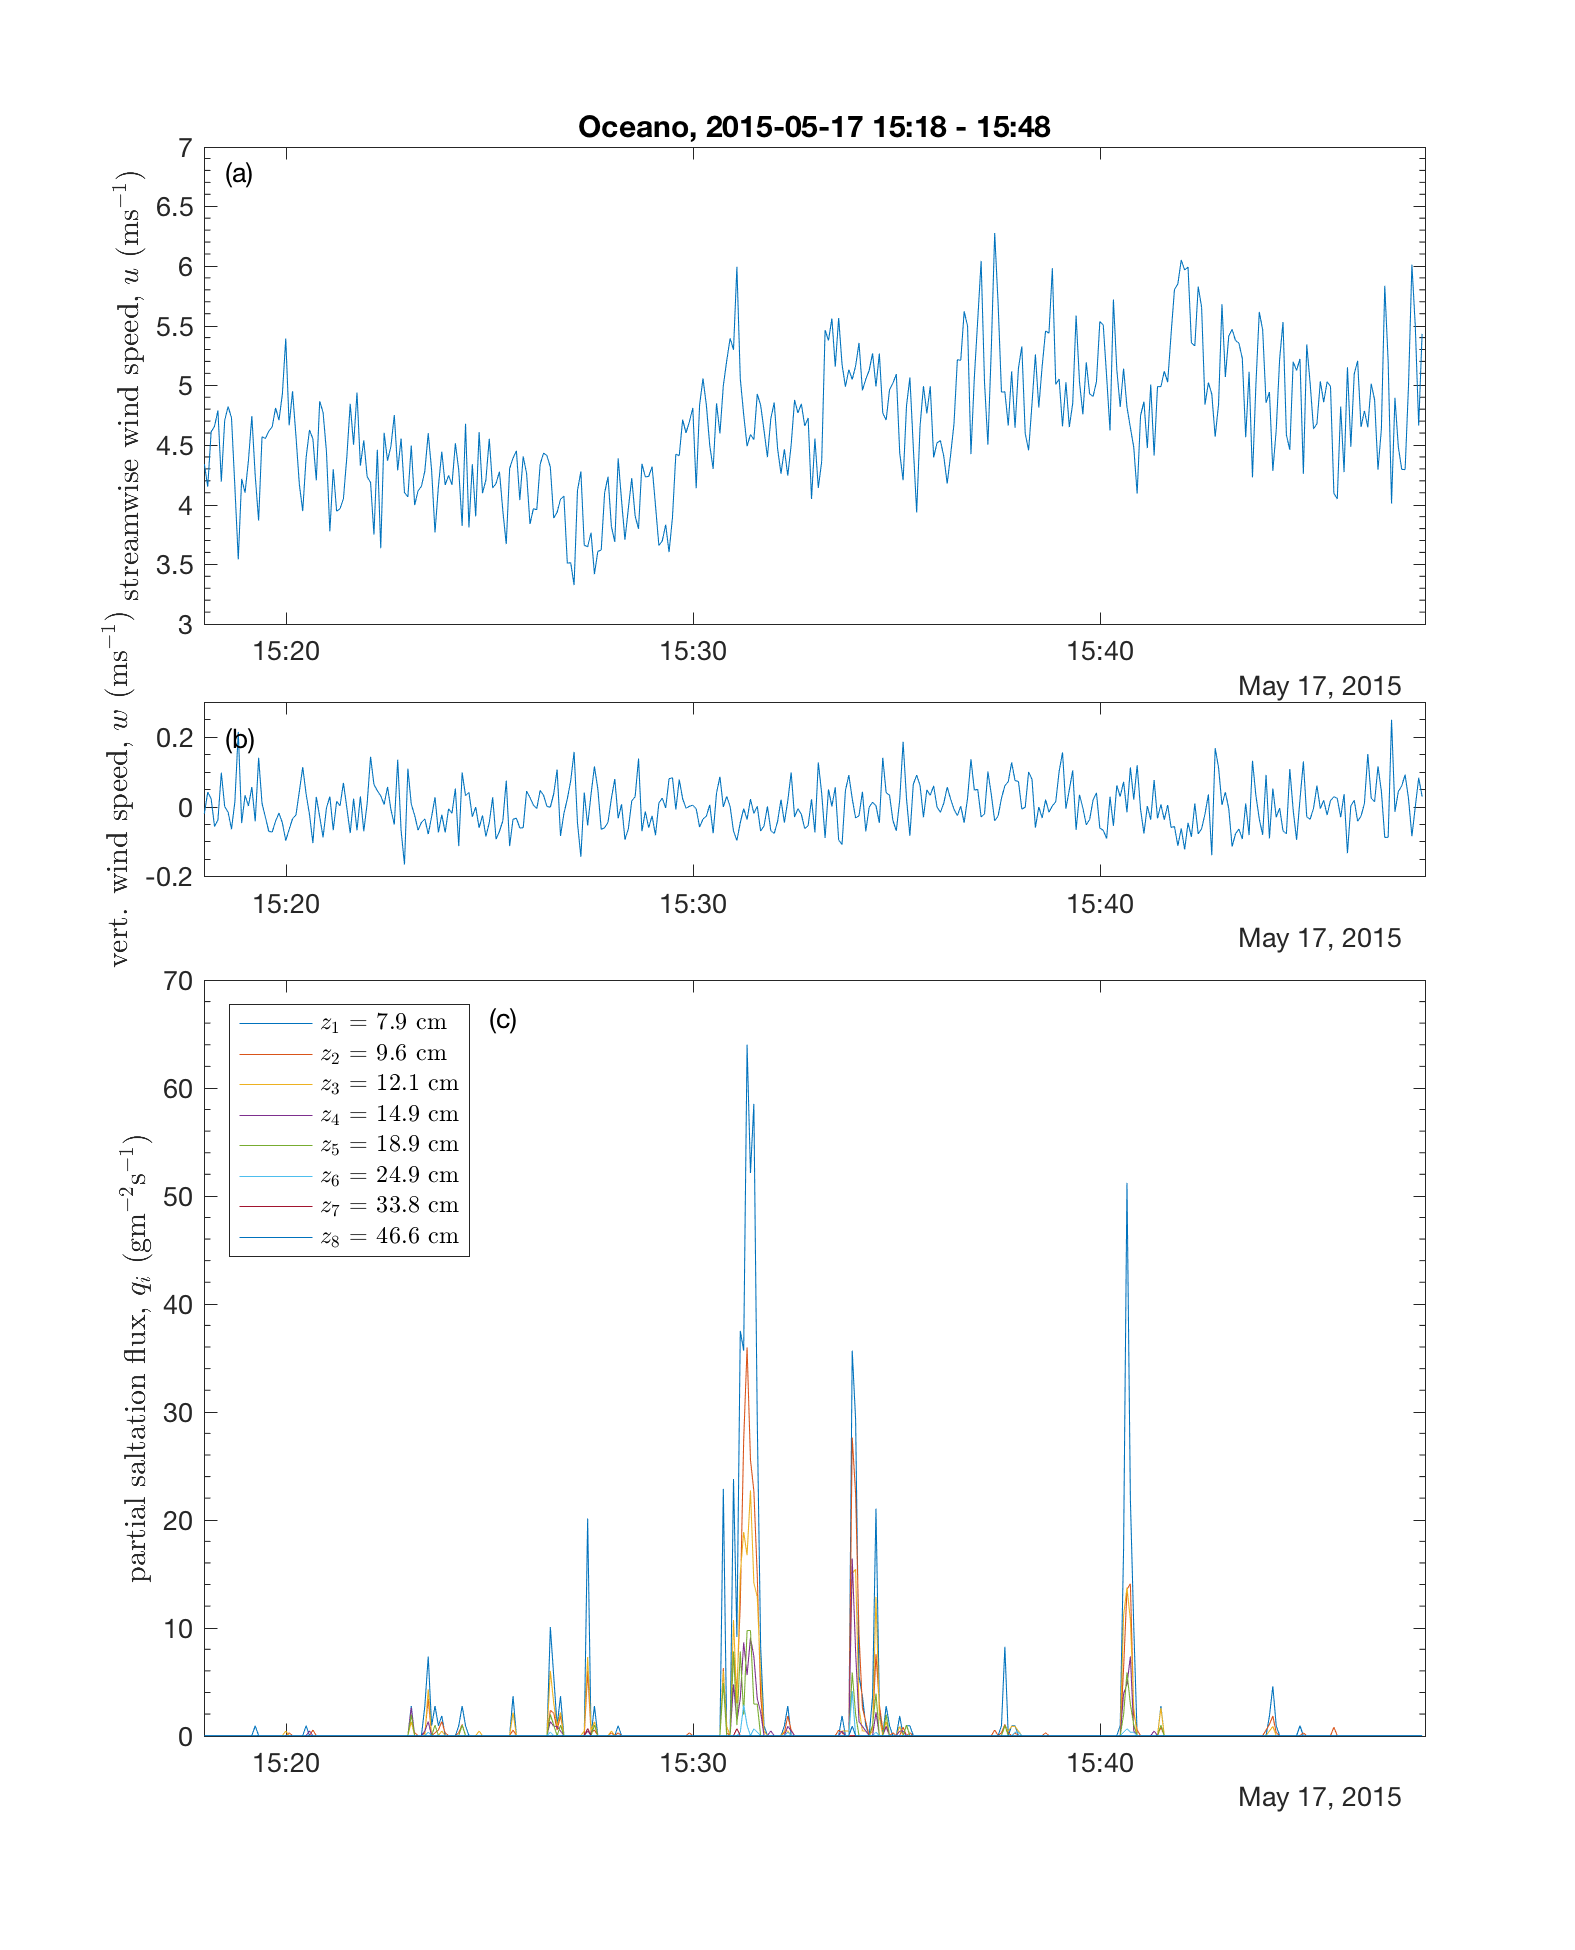 Oceano, 2015-05-17 15:18 - 15:48
(a)
streamwise wind speed, u (ms⁻¹)
7
6.5
6
5.5
5
4.5
4
3.5
3
15:20 15:30 15:40
May 17, 2015
(b)
vert. wind speed, w (ms⁻¹)
0.2
0
-0.2
15:20 15:30 15:40
May 17, 2015
(c)
partial saltation flux, qᵢ (gm⁻²s⁻¹)
70
60
50
40
30
20
10
0
z₁ = 7.9 cm
z₂ = 9.6 cm
z₃ = 12.1 cm
z₄ = 14.9 cm
z₅ = 18.9 cm
z₆ = 24.9 cm
z₇ = 33.8 cm
z₈ = 46.6 cm
15:20 15:30 15:40
May 17, 2015